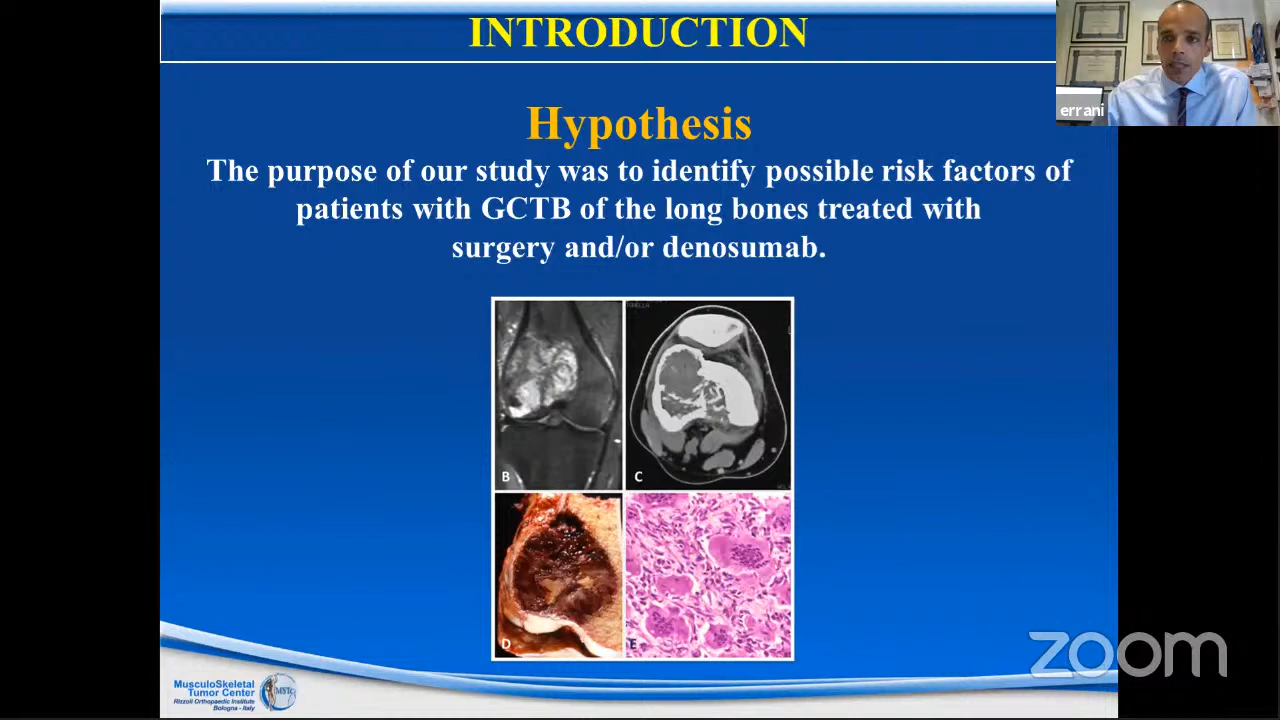 INTRODUCTION
errani
Hypothesis
The purpose of our study was to identify possible risk factors of
patients with GCTB of the long bones treated with
surgery and/or denosumab.
B
C
D
E
zoom
MusculoSkeletal
Tumor Center
Rizzoli Orthopaedic Institute
Bologna - Italy
MSTC